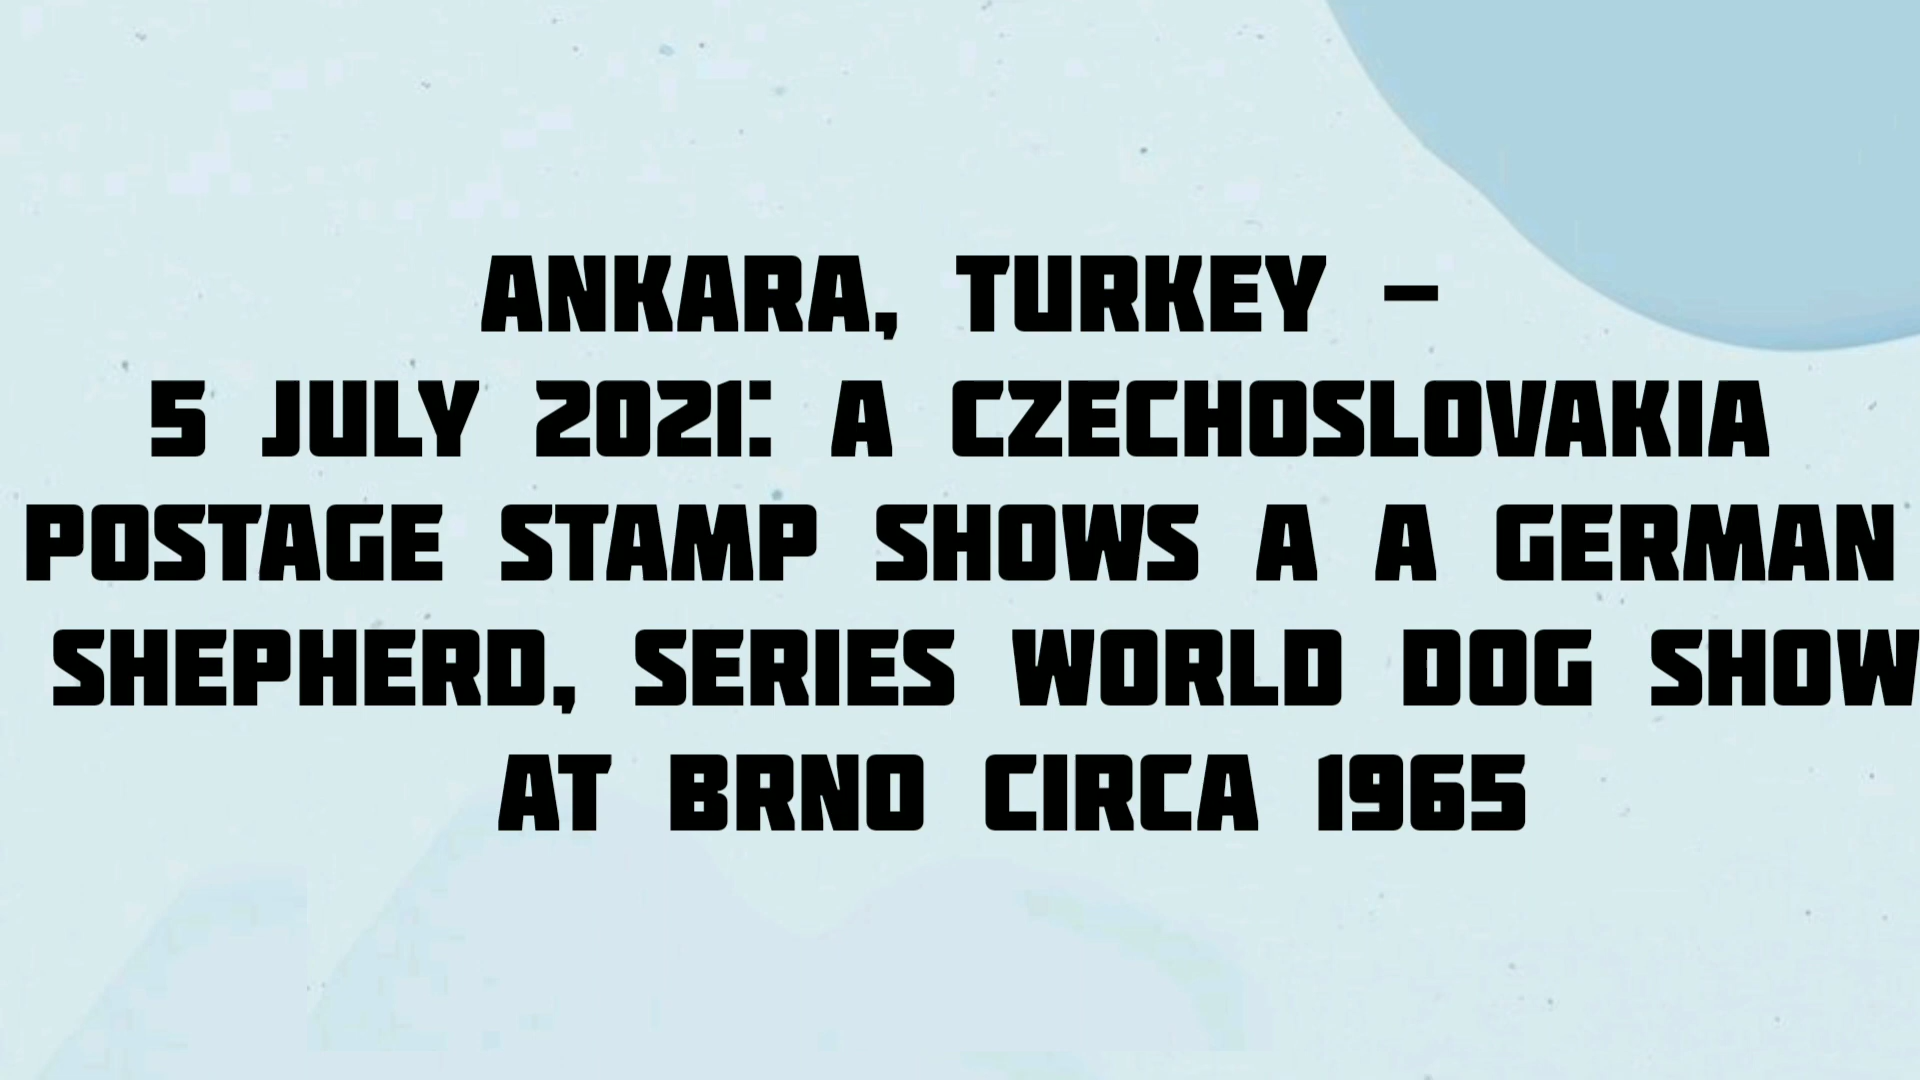 ANKARA, TURKEY –
5 JULY 2021: A CZECHOSLOVAKIA
POSTAGE STAMP SHOWS A A GERMAN
SHEPHERD, SERIES WORLD DOG SHOW
AT BRNO CIRCA 1965